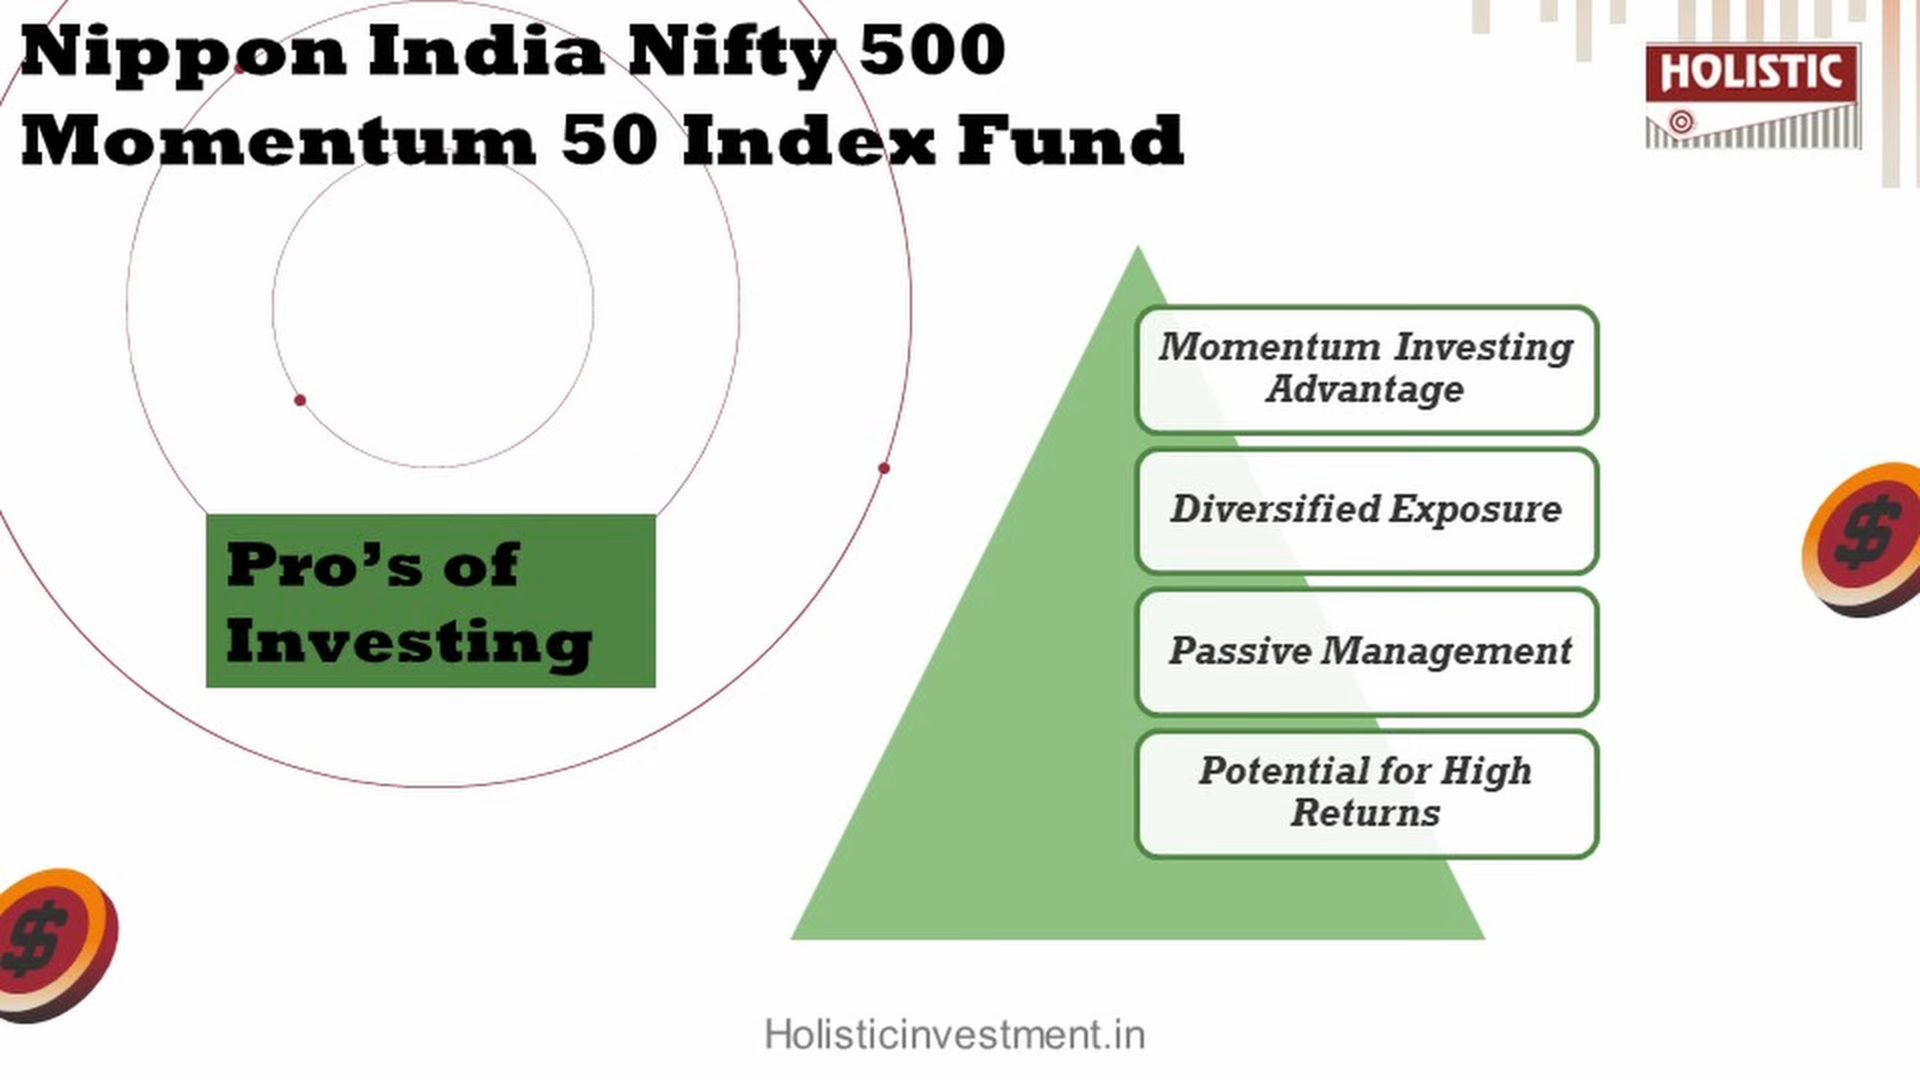 Nippon India Nifty 500
Momentum 50 Index Fund
HOLISTIC
Pro's of
Investing
Momentum Investing
Advantage
Diversified Exposure
Passive Management
Potential for High
Returns
$
$
Holisticinvestment.in